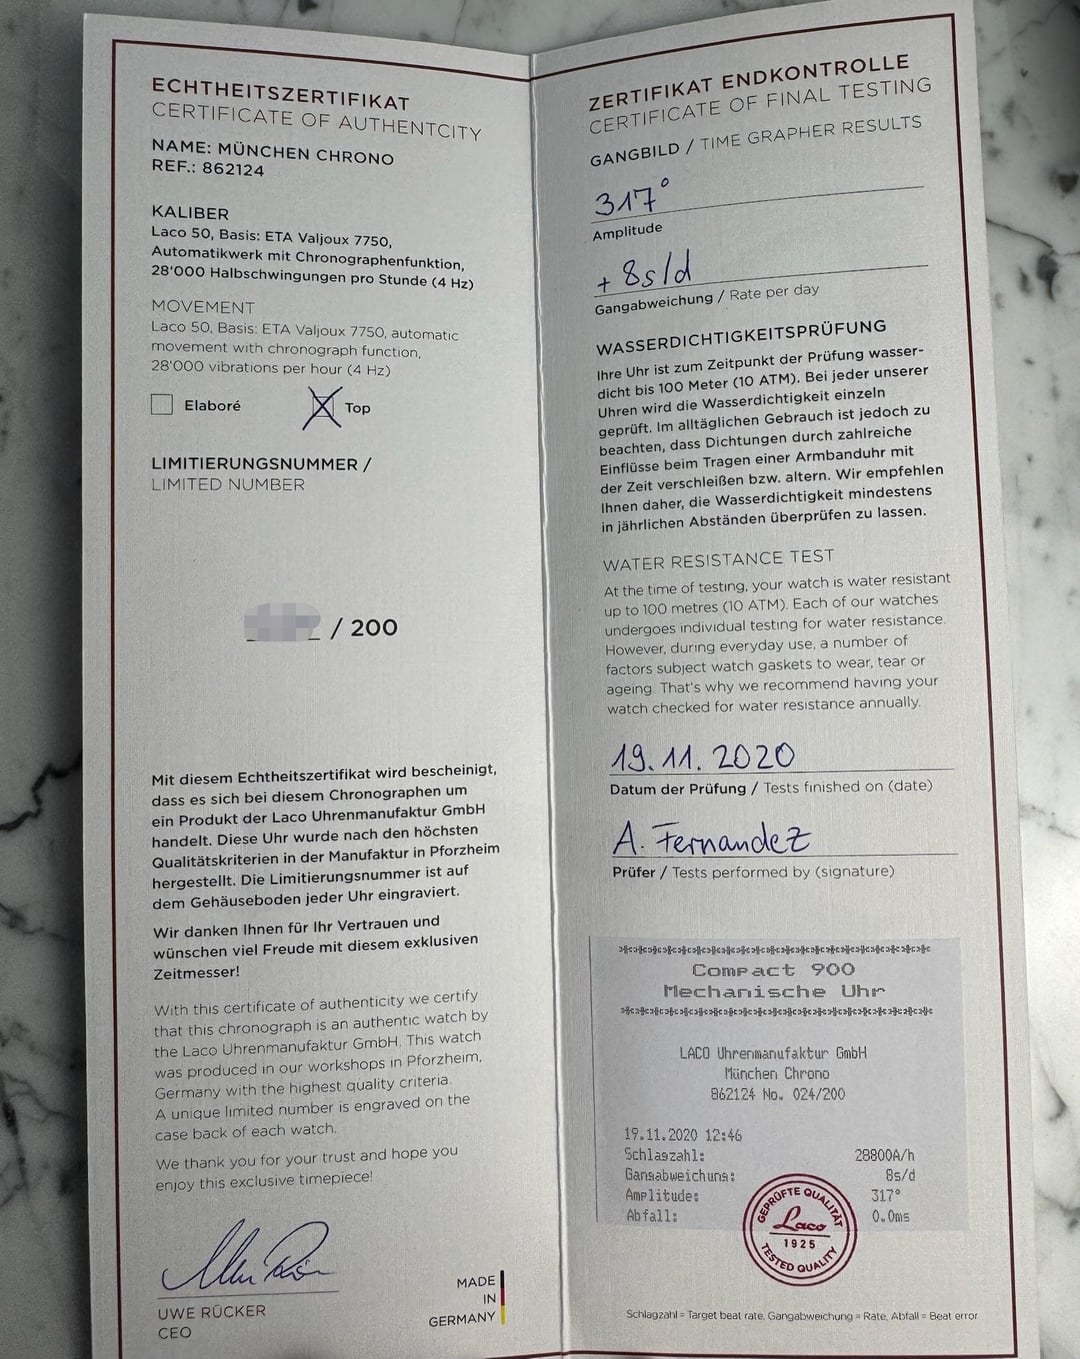 ECHTHEITSZERTIFIKAT
CERTIFICATE OF AUTHENTCITY
NAME: MÜNCHEN CHRONO
REF.: 862124
KALIBER
Laco 50, Basis: ETA Valjoux 7750,
Automatikwerk mit Chronographenfunktion,
28'000 Halbschwingungen pro Stunde (4 Hz)
MOVEMENT
Laco 50, Basis: ETA Valjoux 7750, automatic
movement with chronograph function,
28'000 vibrations per hour (4 Hz)
Elaboré Top
LIMITIERUNGSNUMMER /
LIMITED NUMBER
/ 200
Mit diesem Echtheitszertifikat wird bescheinigt,
dass es sich bei diesem Chronographen um
ein Produkt der Laco Uhrenmanufaktur GmbH
handelt. Diese Uhr wurde nach den höchsten
Qualitätskriterien in der Manufaktur in Pforzheim
hergestellt. Die Limitierungsnummer ist auf
dem Gehäuseboden jeder Uhr eingraviert.
Wir danken Ihnen für Ihr Vertrauen und
wünschen viel Freude mit diesem exklusiven
Zeitmesser!
With this certificate of authenticity we certify
that this chronograph is an authentic watch by
the Laco Uhrenmanufaktur GmbH. This watch
was produced in our workshops in Pforzheim,
Germany with the highest quality criteria.
A unique limited number is engraved on the
case back of each watch.
We thank you for your trust and hope you
enjoy this exclusive timepiece!
UWE RÜCKER
CEO
MADE
IN
GERMANY
ZERTIFIKAT ENDKONTROLLE
CERTIFICATE OF FINAL TESTING
GANGBILD / TIME GRAPHER RESULTS
317°
Amplitude
+ 8s/d
Gangabweichung / Rate per day
WASSERDICHTIGKEITSPRÜFUNG
Ihre Uhr ist zum Zeitpunkt der Prüfung wasser-
dicht bis 100 Meter (10 ATM). Bei jeder unserer
Uhren wird die Wasserdichtigkeit einzeln
geprüft. Im alltäglichen Gebrauch ist jedoch zu
beachten, dass Dichtungen durch zahlreiche
Einflüsse beim Tragen einer Armbanduhr mit
der Zeit verschleißen bzw. altern. Wir empfehlen
Ihnen daher, die Wasserdichtigkeit mindestens
in jährlichen Abständen überprüfen zu lassen.
WATER RESISTANCE TEST
At the time of testing, your watch is water resistant
up to 100 metres (10 ATM). Each of our watches
undergoes individual testing for water resistance.
However, during everyday use, a number of
factors subject watch gaskets to wear, tear or
ageing. That's why we recommend having your
watch checked for water resistance annually.
19.11.2020
Datum der Prüfung / Tests finished on (date)
A. Fernandez
Prüfer / Tests performed by (signature)
Compact 900
Mechanische Uhr
LACO Uhrenmanufaktur GmbH
München Chrono
862124 No. 024/200
19.11.2020 12:46
Schlagzahl: 28800A/h
Gangabweichung: 8s/d
Amplitude: 317°
Abfall: 0.0ms
GEPRÜFTE QUALITÄT
Laco
1925
TESTED QUALITY
Schlagzahl = Target beat rate, Gangabweichung = Rate, Abfall = Beat error